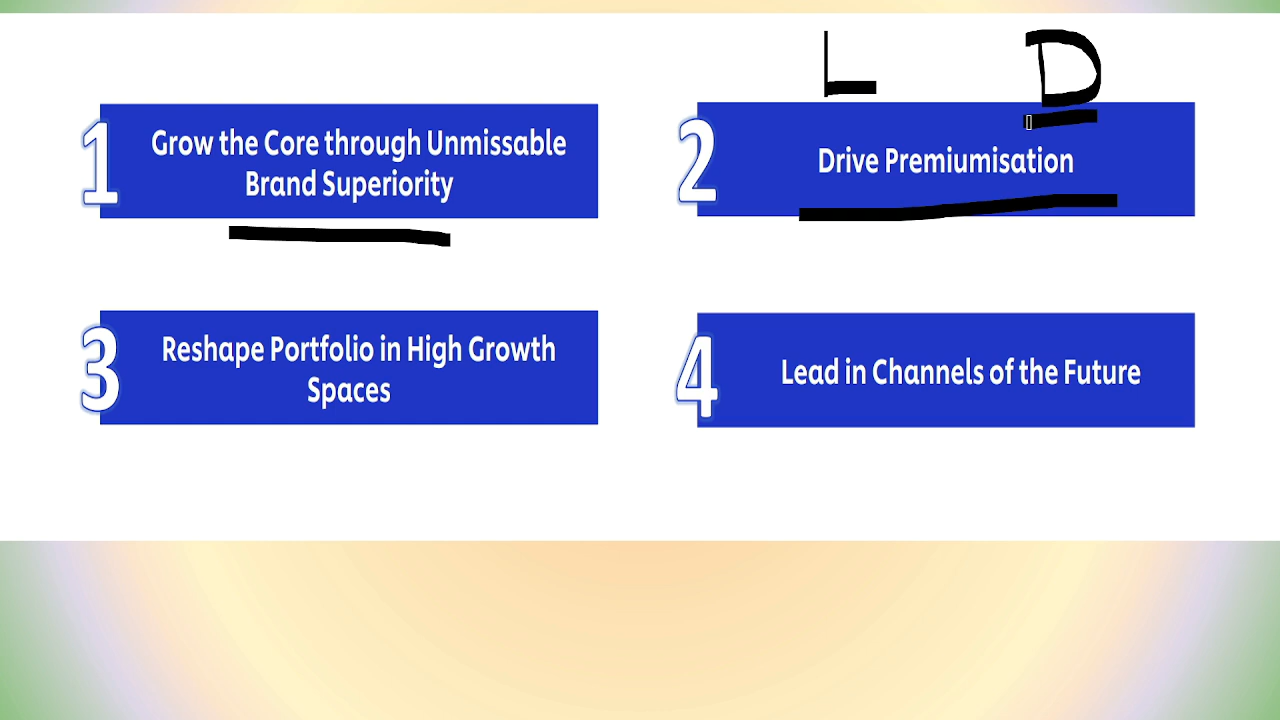 L D
1
Grow the Core through Unmissable
Brand Superiority
2
Drive Premiumisation
3
Reshape Portfolio in High Growth
Spaces
4
Lead in Channels of the Future